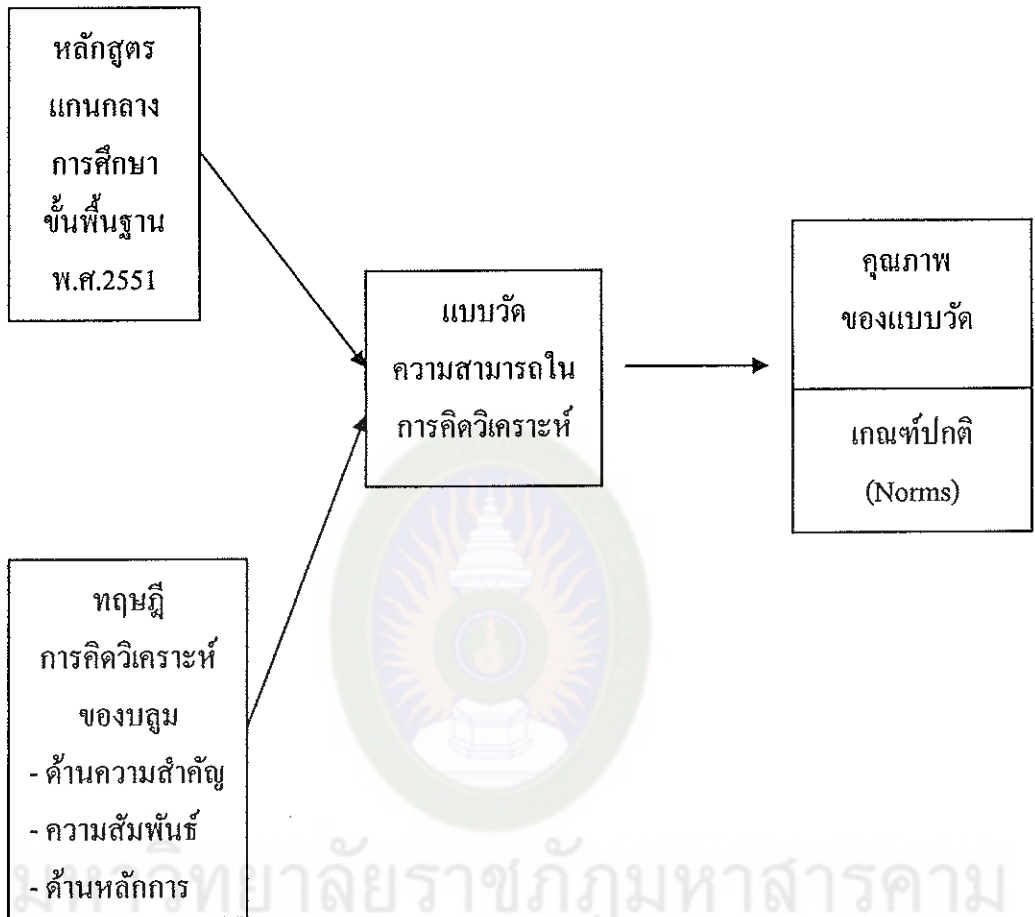 หลักสูตร
แกนกลาง
การศึกษา
ขั้นพื้นฐาน
พ.ศ.2551
แบบวัด
ความสามารถใน
การคิดวิเคราะห์
คุณภาพ
ของแบบวัด
เกณฑ์ปกติ
(Norms)
ทฤษฎี
การคิดวิเคราะห์
ของบลูม
- ด้านความสำคัญ
- ความสัมพันธ์
- ด้านหลักการ
มหาวิทยาลัยราชภัฏมหาสารคาม